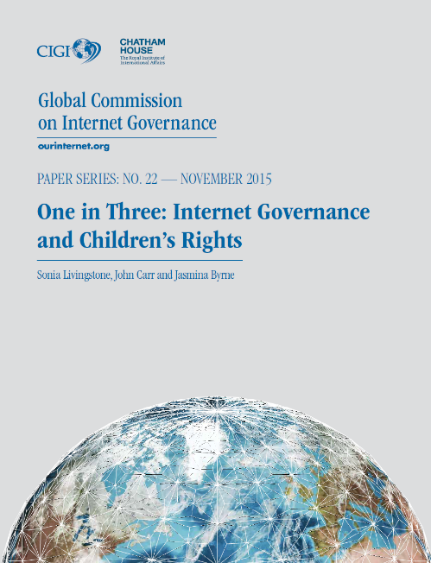 CIGI
CHATHAM
HOUSE
The Royal Institute of
International Affairs
Global Commission
on Internet Governance
ourinternet.org
PAPER SERIES: NO. 22 — NOVEMBER 2015
One in Three: Internet Governance
and Children's Rights
Sonia Livingstone, John Carr and Jasmina Byrne